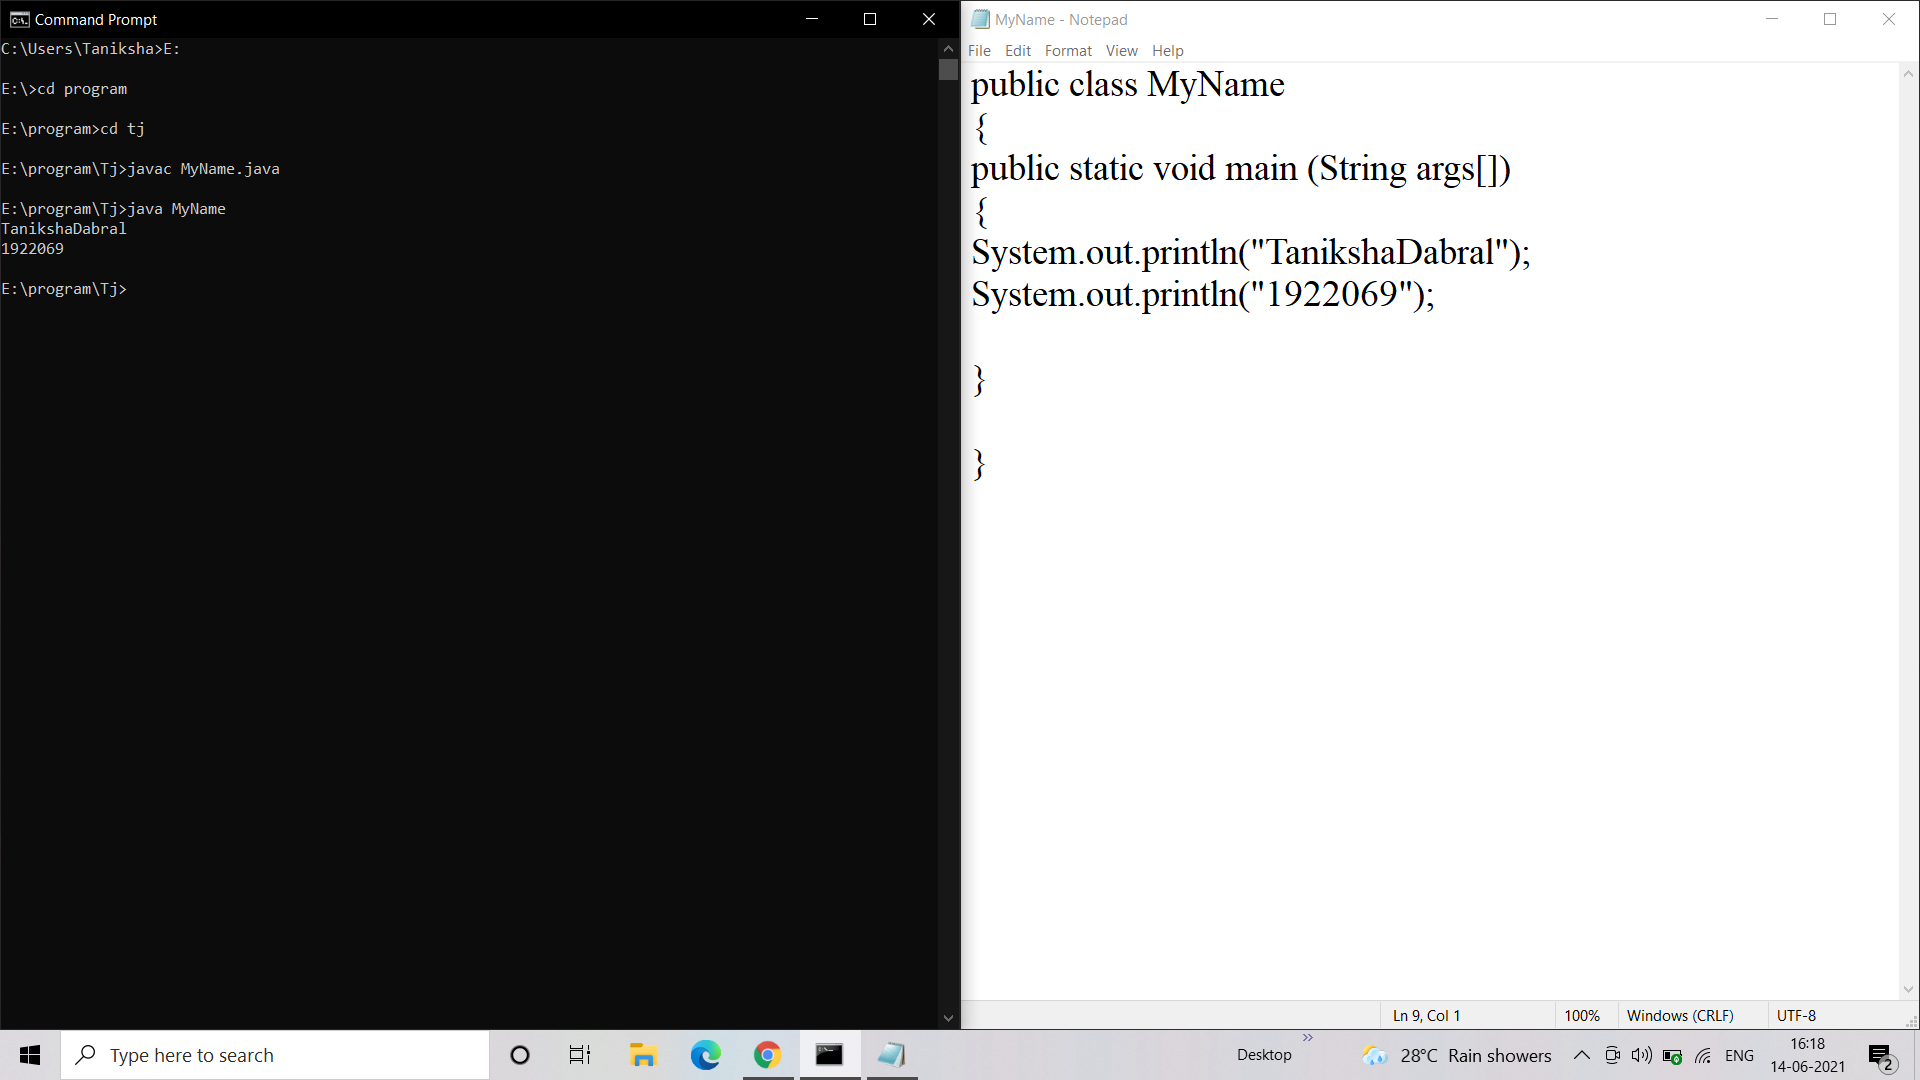 Command Prompt
C:\Users\Taniksha>E:
E:\>cd program
E:\program>cd tj
E:\program\Tj>javac MyName.java
E:\program\Tj>java MyName
TanikshaDabral
1922069
E:\program\Tj>
MyName - Notepad
File Edit Format View Help
public class MyName
{
public static void main (String args[])
{
System.out.println("TanikshaDabral");
System.out.println("1922069");
}
}
Ln 9, Col 1 100% Windows (CRLF) UTF-8
Type here to search
Desktop
28°C Rain showers
ENG
16:18
14-06-2021
2